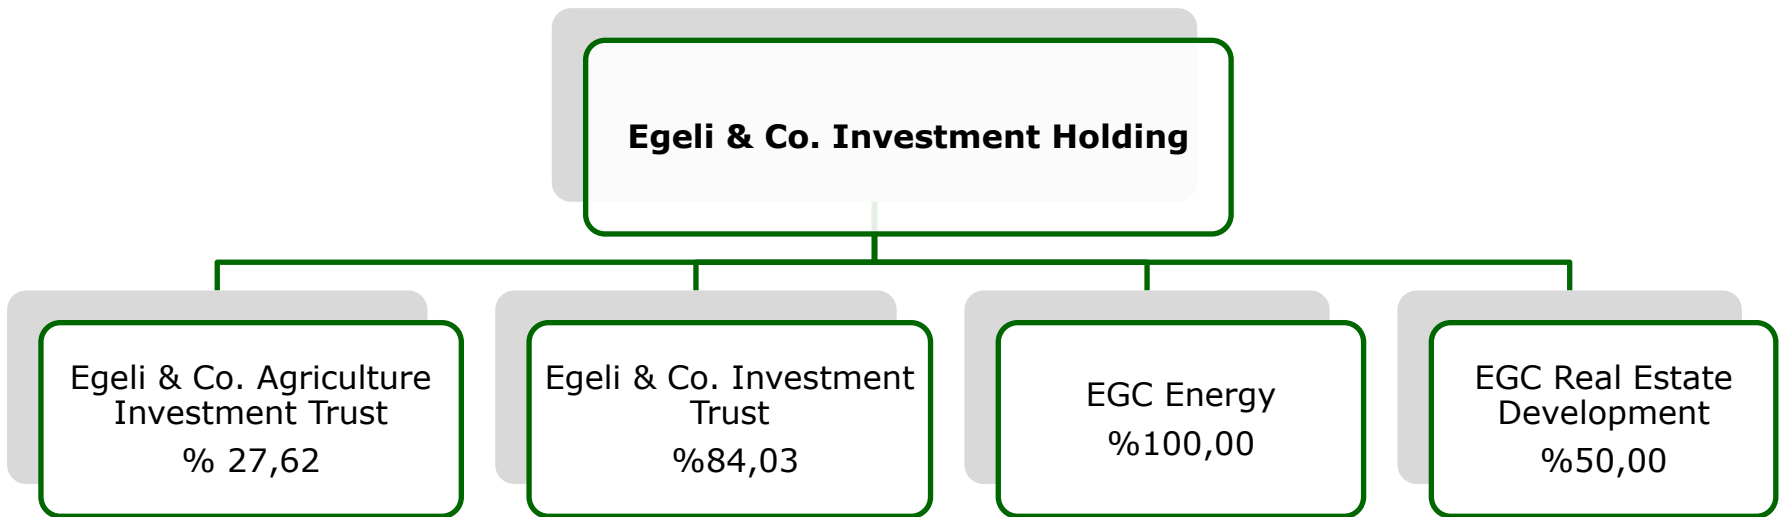 Egeli & Co. Investment Holding
Egeli & Co. Agriculture
Investment Trust
% 27,62
Egeli & Co. Investment
Trust
%84,03
EGC Energy
%100,00
EGC Real Estate
Development
%50,00